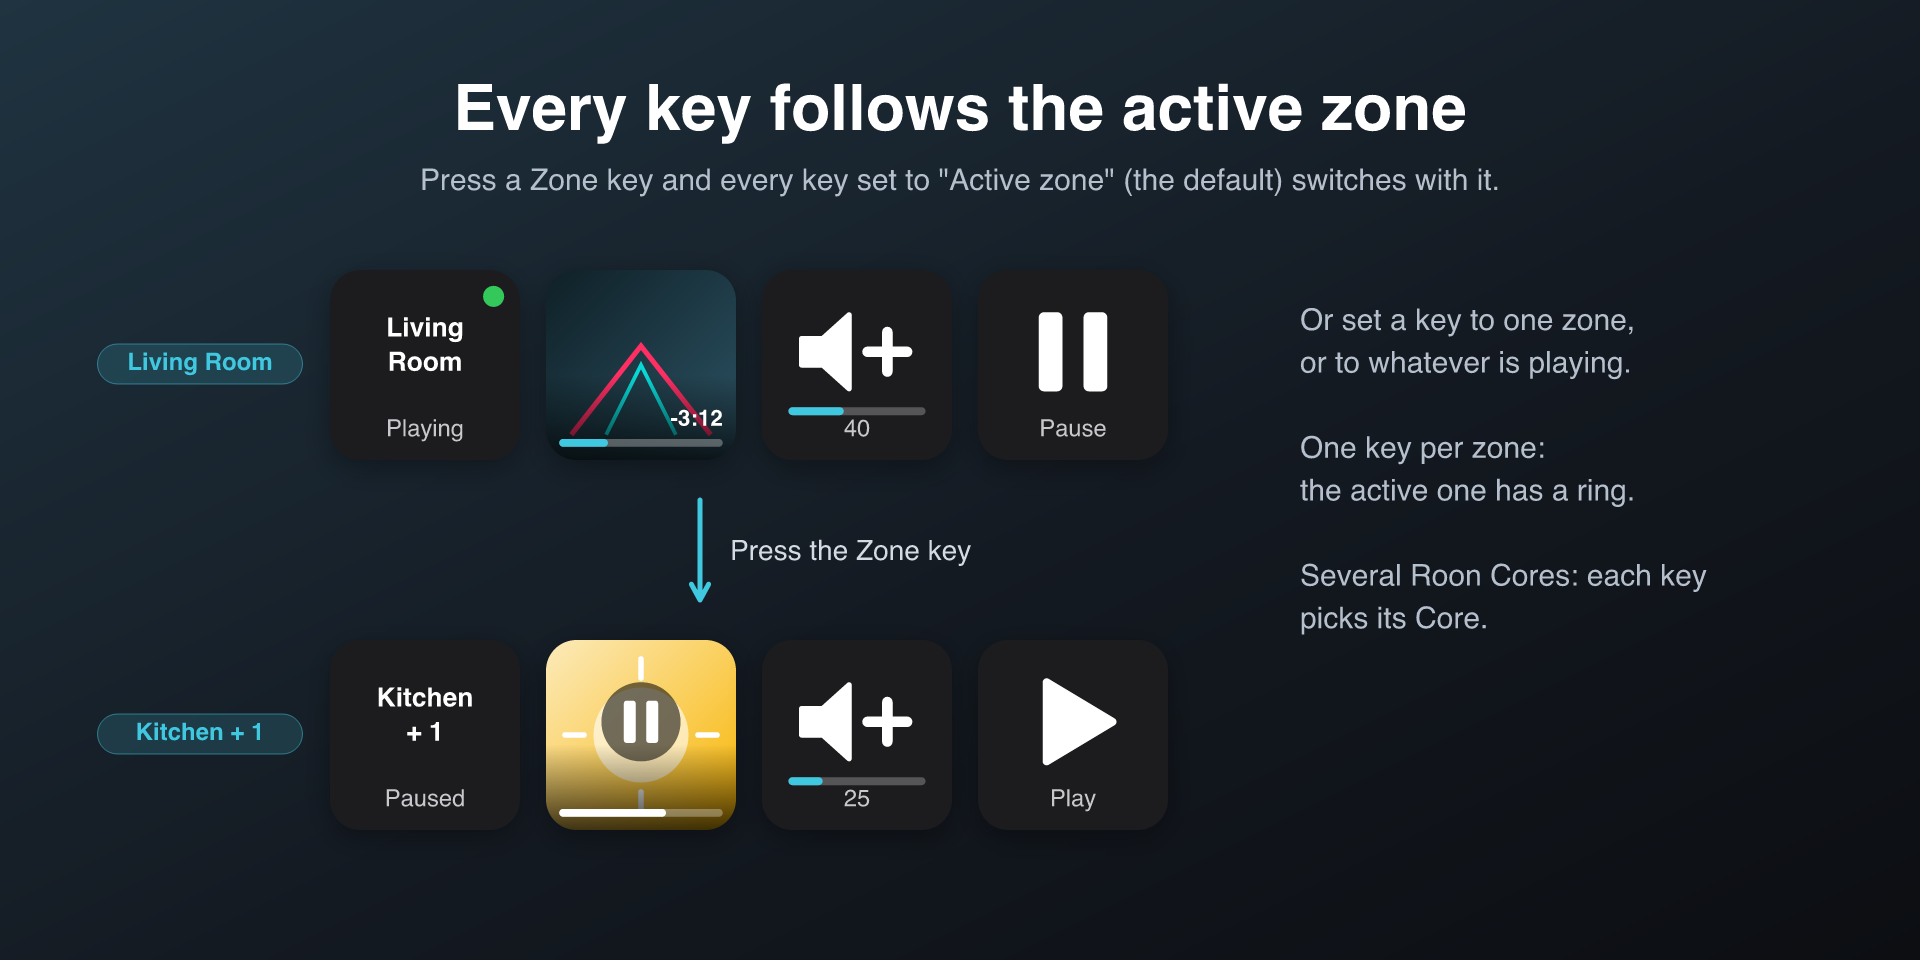 Every key follows the active zone
Press a Zone key and every key set to "Active zone" (the default) switches with it.
Living Room
Living
Room
Playing
-3:12
40
Pause
Or set a key to one zone,
or to whatever is playing.
One key per zone:
the active one has a ring.
Several Roon Cores: each key
picks its Core.
Press the Zone key
Kitchen + 1
Kitchen
+ 1
Paused
25
Play